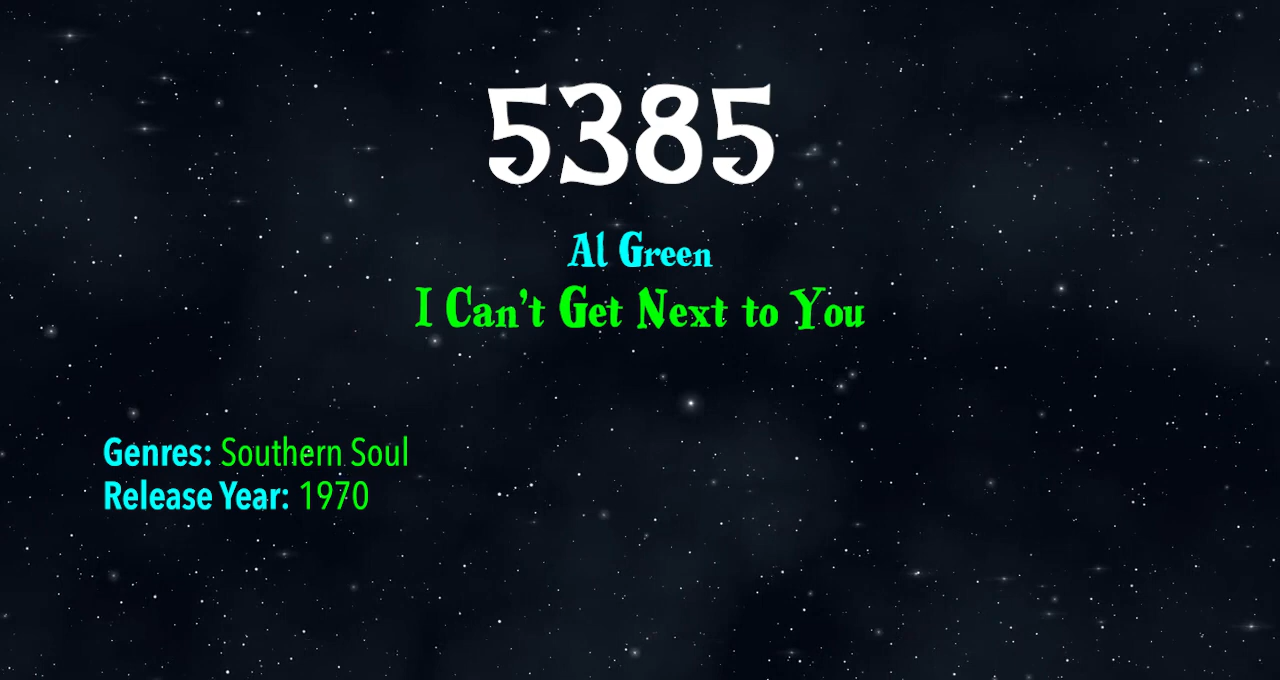 5385
Al Green
I Can't Get Next to You
Genres: Southern Soul
Release Year: 1970